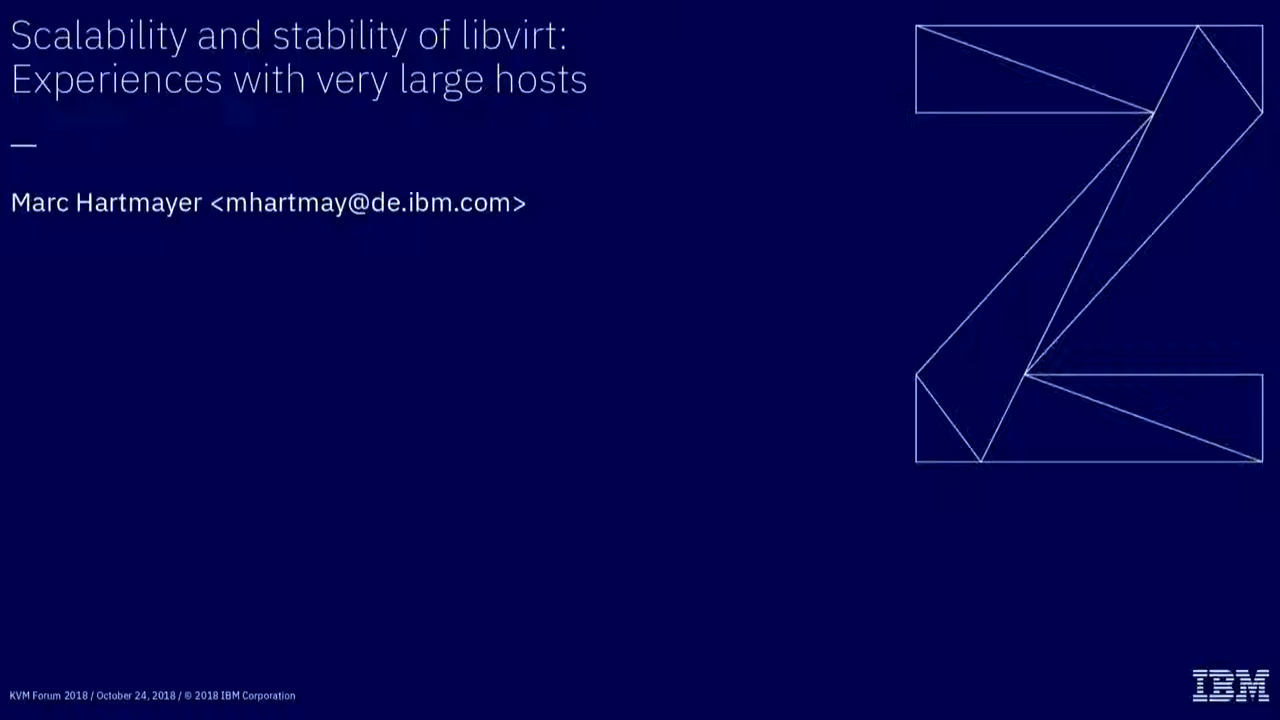 Scalability and stability of libvirt:
Experiences with very large hosts
—
Marc Hartmayer <mhartmay@de.ibm.com>
KVM Forum 2018 / October 24, 2018 / © 2018 IBM Corporation
IBM